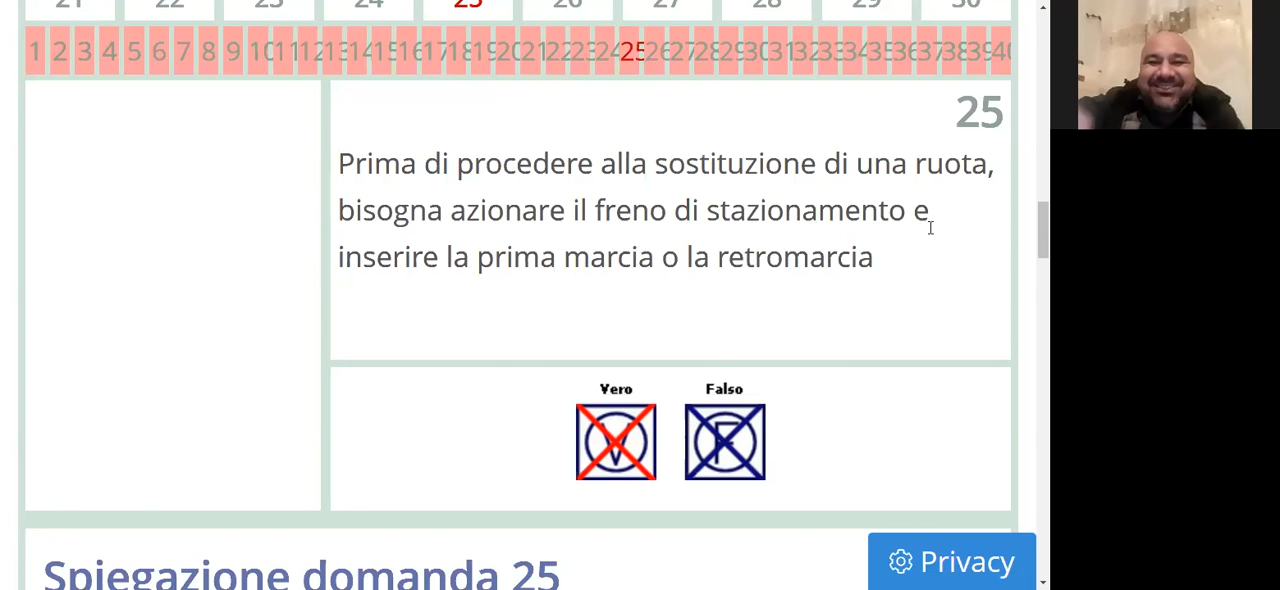 21 22 23 24 25 26 27 28 29 30
1 2 3 4 5 6 7 8 9 10 11 12 13 14 15 16 17 18 19 20 21 22 23 24 25 26 27 28 29 30 31 32 33 34 35 36 37 38 39 40
25
Prima di procedere alla sostituzione di una ruota,
bisogna azionare il freno di stazionamento e
inserire la prima marcia o la retromarcia
Vero Falso
V F
Spiegazione domanda 25
Privacy